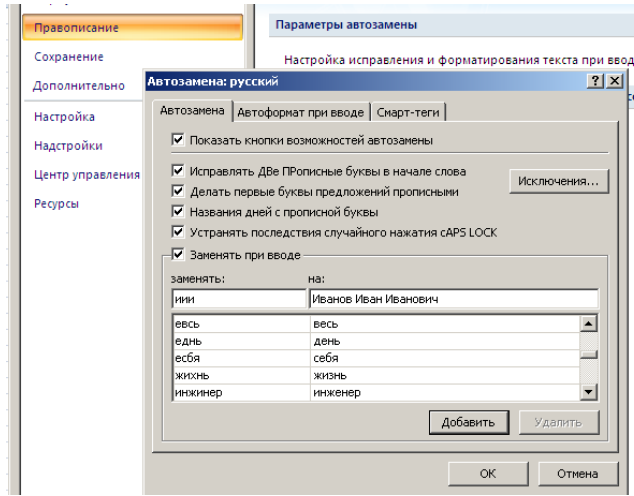 Правописание
Сохранение
Дополнительно
Настройка
Надстройки
Центр управления
Ресурсы
Параметры автозамены
Настройка исправления и форматирования текста при ввод
Автозамена: русский
Автозамена
Автоформат при вводе
Смарт-теги
Показать кнопки возможностей автозамены
Исправлять ДВе ПРописные буквы в начале слова
Делать первые буквы предложений прописными
Названия дней с прописной буквы
Устранять последствия случайного нажатия cAPS LOCK
Исключения...
Заменять при вводе
заменять: на:
иии Иванов Иван Иванович
евсь весь
еднь день
есбя себя
жихнь жизнь
инжинер инженер
Добавить
Удалить
ОК
Отмена